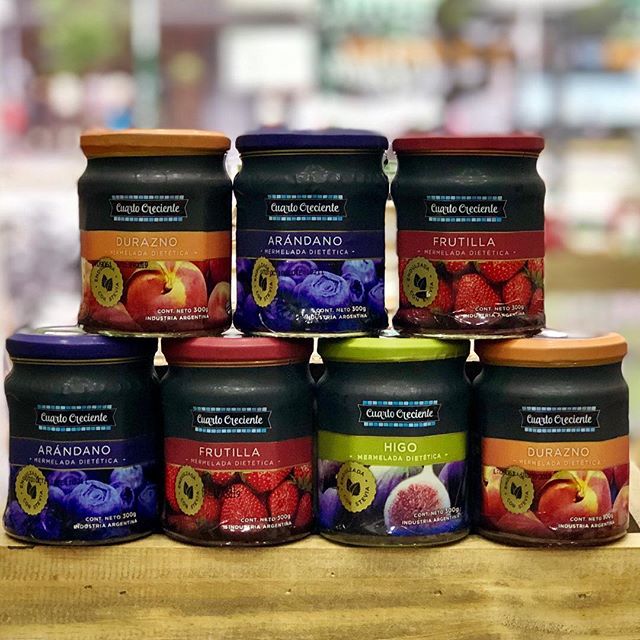 Cuarto Creciente
DURAZNO
- MERMELADA DIETÉTICA -
CONT. NETO 300g
INDUSTRIA ARGENTINA
Cuarto Creciente
ARÁNDANO
- MERMELADA DIETÉTICA -
CONT. NETO 300g
INDUSTRIA ARGENTINA
Cuarto Creciente
FRUTILLA
- MERMELADA DIETÉTICA -
CONT. NETO 300g
INDUSTRIA ARGENTINA
Cuarto Creciente
ARÁNDANO
- MERMELADA DIETÉTICA -
CONT. NETO 300g
INDUSTRIA ARGENTINA
Cuarto Creciente
FRUTILLA
- MERMELADA DIETÉTICA -
CONT. NETO 300g
INDUSTRIA ARGENTINA
Cuarto Creciente
HIGO
- MERMELADA DIETÉTICA -
CONT. NETO 300g
INDUSTRIA ARGENTINA
Cuarto Creciente
DURAZNO
- MERMELADA DIETÉTICA -
CONT. NETO 300g
INDUSTRIA ARGENTINA